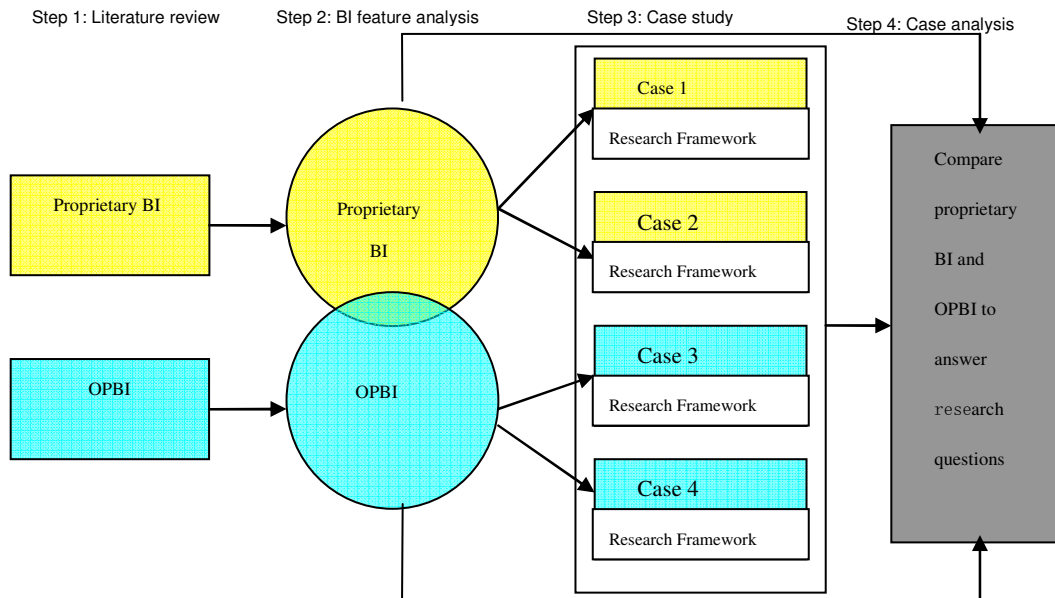 Step 1: Literature review
Step 2: BI feature analysis
Step 3: Case study
Step 4: Case analysis
Proprietary BI
OPBI
Proprietary
BI
OPBI
Case 1
Research Framework
Case 2
Research Framework
Case 3
Research Framework
Case 4
Research Framework
Compare
proprietary
BI and
OPBI to
answer
research
questions